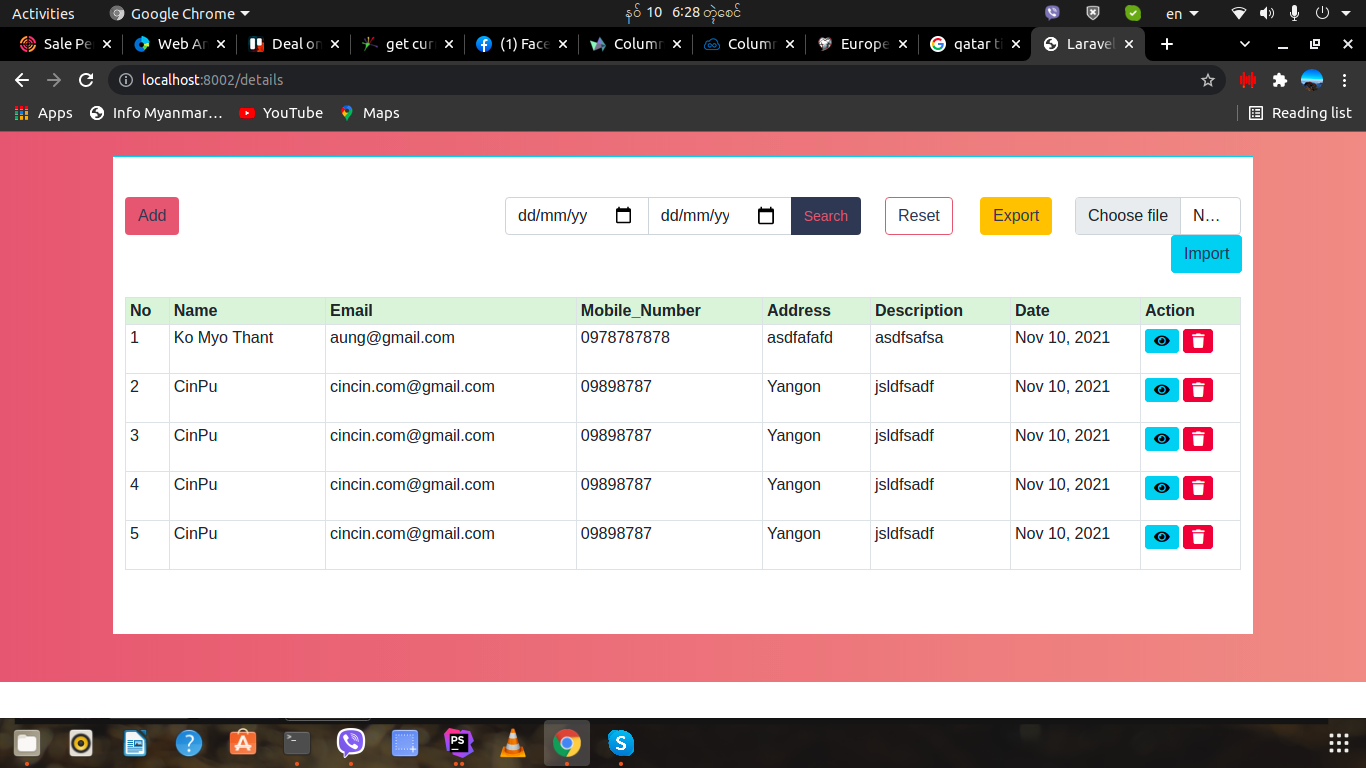 Activities Google Chrome နဝ် 10 6:28 တဲ့စေင် en
Sale Pe Web Ar Deal on get curr (1) Face Column Column Europe qatar ti Laravel
localhost:8002/details
Apps Info Myanmar… YouTube Maps Reading list
Add dd/mm/yy dd/mm/yy Search Reset Export Choose file N…
Import
No Name Email Mobile_Number Address Description Date Action
1 Ko Myo Thant aung@gmail.com 0978787878 asdfafafd asdfsafsa Nov 10, 2021
2 CinPu cincin.com@gmail.com 09898787 Yangon jsldfsadf Nov 10, 2021
3 CinPu cincin.com@gmail.com 09898787 Yangon jsldfsadf Nov 10, 2021
4 CinPu cincin.com@gmail.com 09898787 Yangon jsldfsadf Nov 10, 2021
5 CinPu cincin.com@gmail.com 09898787 Yangon jsldfsadf Nov 10, 2021